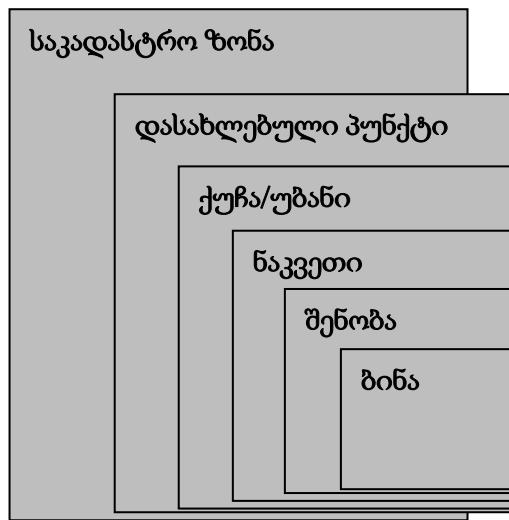 საკადასტრო ზონა
დასახლებული პუნქტი
ქუჩა/უბანი
ნაკვეთი
შენობა
ბინა